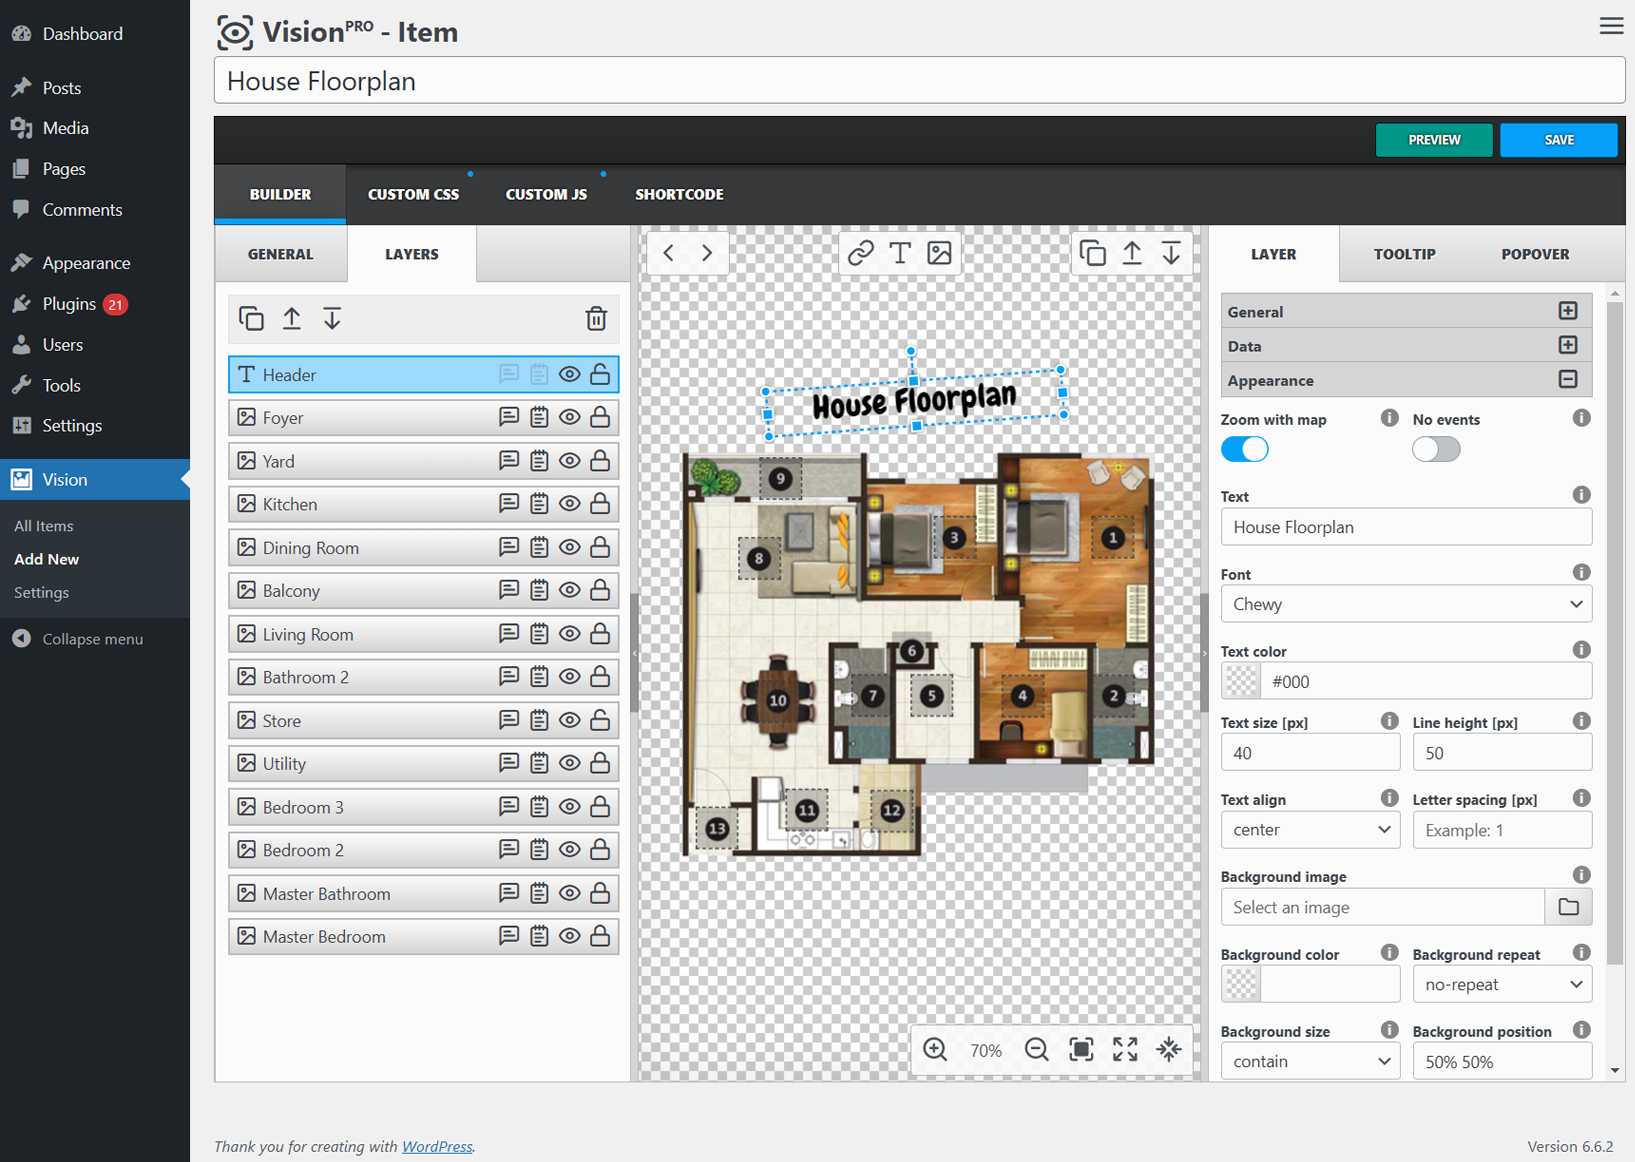 Dashboard
Posts
Media
Pages
Comments
Appearance
Plugins 21
Users
Tools
Settings
Vision
All Items
Add New
Settings
Collapse menu
VisionPRO - Item
House Floorplan
PREVIEW
SAVE
BUILDER
CUSTOM CSS
CUSTOM JS
SHORTCODE
GENERAL
LAYERS
Header
Foyer
Yard
Kitchen
Dining Room
Balcony
Living Room
Bathroom 2
Store
Utility
Bedroom 3
Bedroom 2
Master Bathroom
Master Bedroom
House Floorplan
9
3
1
8
6
7
5
4
2
10
11
12
13
70%
LAYER
TOOLTIP
POPOVER
General
Data
Appearance
Zoom with map
No events
Text
House Floorplan
Font
Chewy
Text color
#000
Text size [px]
Line height [px]
40
50
Text align
Letter spacing [px]
center
Example: 1
Background image
Select an image
Background color
Background repeat
no-repeat
Background size
Background position
contain
50% 50%
Thank you for creating with WordPress.
Version 6.6.2